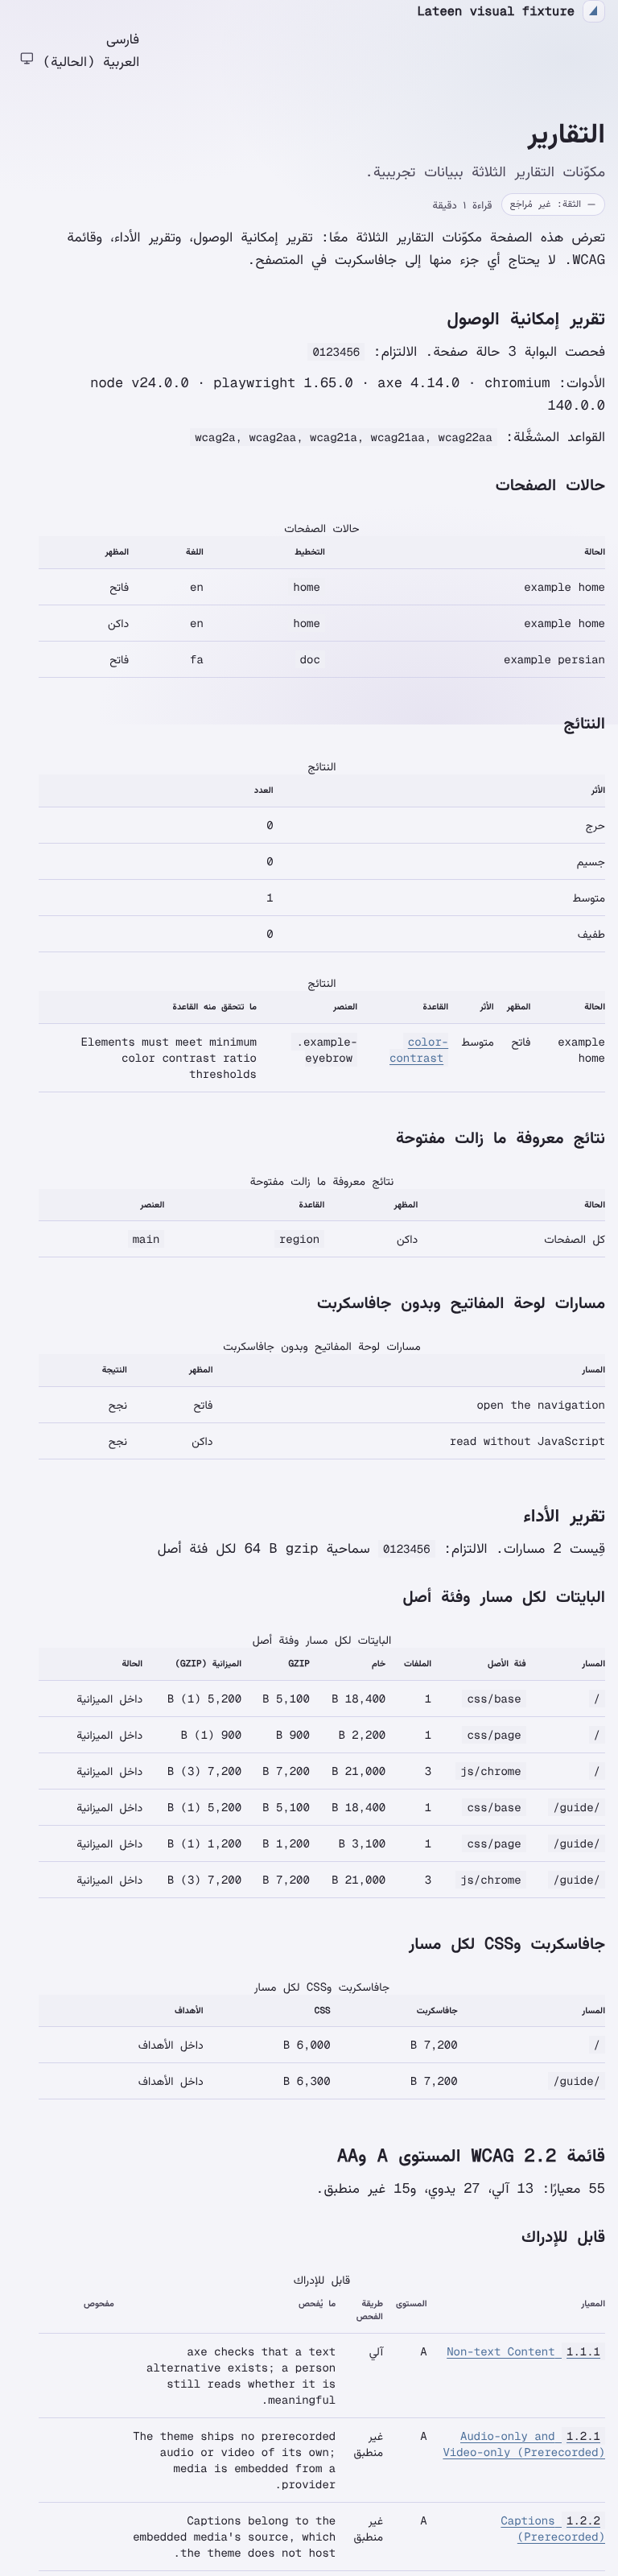 Lateen visual fixture
فارسی
العربية (الحالية)
التقارير
مكوّنات التقارير الثلاثة ببيانات تجريبية.
— الثقة: غير مُراجَع قراءة ١ دقيقة
تعرض هذه الصفحة مكوّنات التقارير الثلاثة معًا: تقرير إمكانية الوصول، وتقرير الأداء، وقائمة
WCAG. لا يحتاج أي جزء منها إلى جافاسكربت في المتصفح.
تقرير إمكانية الوصول
فحصت البوابة 3 حالة صفحة. الالتزام: 0123456
الأدوات: node v24.0.0 · playwright 1.65.0 · axe 4.14.0 · chromium
140.0.0
القواعد المشغَّلة: wcag2a, wcag2aa, wcag21a, wcag21aa, wcag22aa
حالات الصفحات
حالات الصفحات
الحالة التخطيط اللغة المظهر
example home home en فاتح
example home home en داكن
example persian doc fa فاتح
النتائج
النتائج
الأثر العدد
حرج 0
جسيم 0
متوسط 1
طفيف 0
النتائج
الحالة المظهر الأثر القاعدة العنصر ما تتحقق منه القاعدة
example فاتح متوسط color- .example- Elements must meet minimum
home contrast eyebrow color contrast ratio
thresholds
نتائج معروفة ما زالت مفتوحة
نتائج معروفة ما زالت مفتوحة
الحالة المظهر القاعدة العنصر
كل الصفحات داكن region main
مسارات لوحة المفاتيح وبدون جافاسكربت
مسارات لوحة المفاتيح وبدون جافاسكربت
المسار المظهر النتيجة
open the navigation فاتح نجح
read without JavaScript داكن نجح
تقرير الأداء
قِيست 2 مسارات. الالتزام: 0123456 سماحية 64 B gzip لكل فئة أصل
البايتات لكل مسار وفئة أصل
البايتات لكل مسار وفئة أصل
المسار فئة الأصل الملفات خام GZIP الميزانية (GZIP) الحالة
/ css/base 1 18,400 B 5,100 B 5,200 B (1) داخل الميزانية
/ css/page 1 2,200 B 900 B 900 B (1) داخل الميزانية
/ js/chrome 3 21,000 B 7,200 B 7,200 B (3) داخل الميزانية
/guide/ css/base 1 18,400 B 5,100 B 5,200 B (1) داخل الميزانية
/guide/ css/page 1 3,100 B 1,200 B 1,200 B (1) داخل الميزانية
/guide/ js/chrome 3 21,000 B 7,200 B 7,200 B (3) داخل الميزانية
جافاسكربت وCSS لكل مسار
جافاسكربت وCSS لكل مسار
المسار جافاسكربت CSS الأهداف
/ 7,200 B 6,000 B داخل الأهداف
/guide/ 7,200 B 6,300 B داخل الأهداف
قائمة WCAG 2.2 المستوى A وAA
55 معيارًا: 13 آلي، 27 يدوي، و15 غير منطبق.
قابل للإدراك
قابل للإدراك
المعيار المستوى طريقة ما يُفحص مفحوص
الفحص
1.1.1 Non-text Content A آلي axe checks that a text
alternative exists; a person
still reads whether it is
meaningful.
1.2.1 Audio-only and A غير The theme ships no prerecorded
Video-only (Prerecorded) منطبق audio or video of its own;
media is embedded from a
provider.
1.2.2 Captions A غير Captions belong to the
(Prerecorded) منطبق embedded media's source, which
the theme does not host.